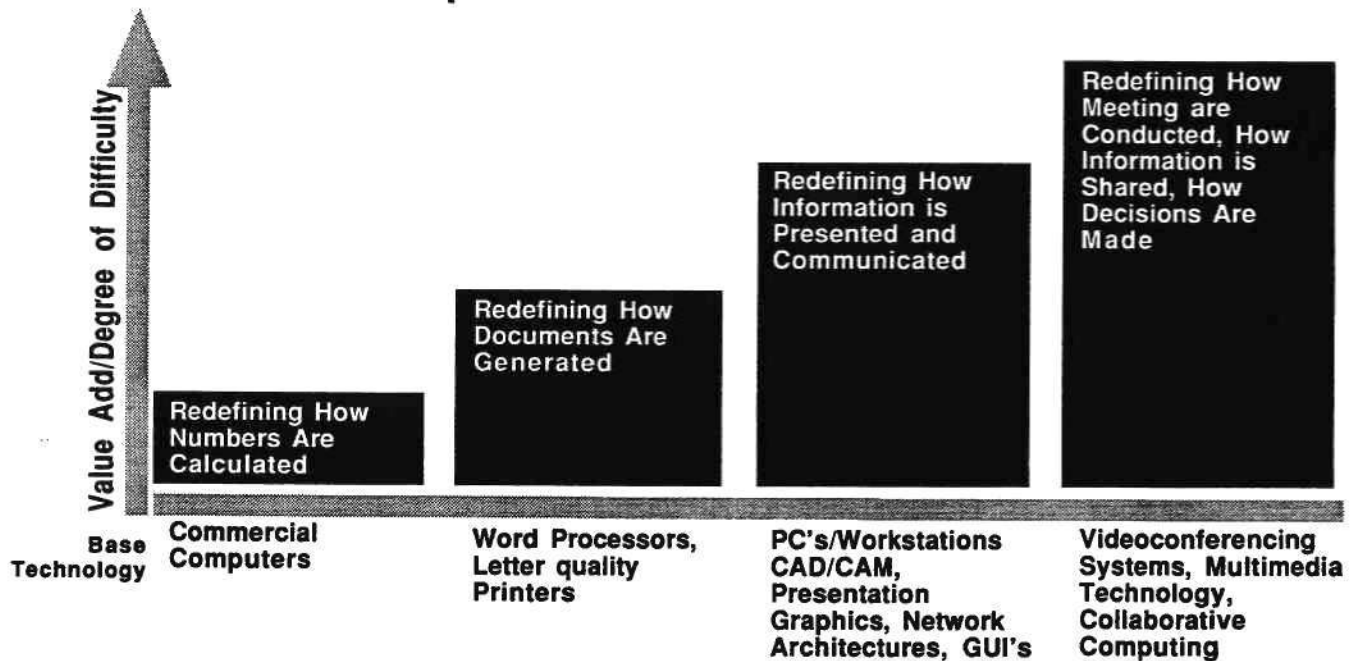 Value Add/Degree of Difficulty
Redefining How
Numbers Are
Calculated
Redefining How
Documents Are
Generated
Redefining How
Information is
Presented and
Communicated
Redefining How
Meeting are
Conducted, How
Information is
Shared, How
Decisions Are
Made
Base
Technology
Commercial
Computers
Word Processors,
Letter quality
Printers
PC's/Workstations
CAD/CAM,
Presentation
Graphics, Network
Architectures, GUI's
Videoconferencing
Systems, Multimedia
Technology,
Collaborative
Computing